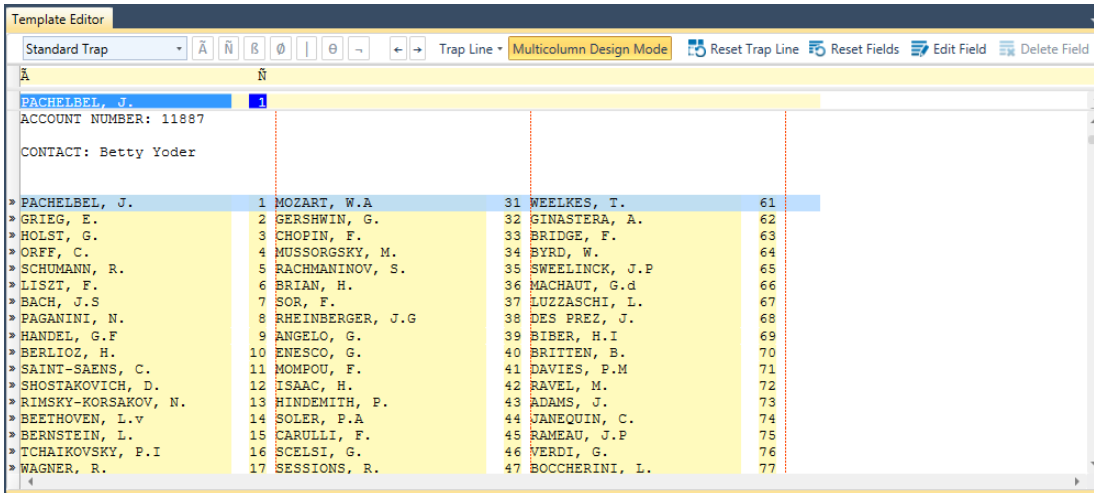 Template Editor
Standard Trap Ã Ñ ß Ø | θ ¬ ← → Trap Line Multicolumn Design Mode Reset Trap Line Reset Fields Edit Field Delete Field
Ã Ñ
PACHELBEL, J. 1
ACCOUNT NUMBER: 11887
CONTACT: Betty Yoder
» PACHELBEL, J. 1 MOZART, W.A 31 WEELKES, T. 61
» GRIEG, E. 2 GERSHWIN, G. 32 GINASTERA, A. 62
» HOLST, G. 3 CHOPIN, F. 33 BRIDGE, F. 63
» ORFF, C. 4 MUSSORGSKY, M. 34 BYRD, W. 64
» SCHUMANN, R. 5 RACHMANINOV, S. 35 SWEELINCK, J.P 65
» LISZT, F. 6 BRIAN, H. 36 MACHAUT, G.d 66
» BACH, J.S 7 SOR, F. 37 LUZZASCHI, L. 67
» PAGANINI, N. 8 RHEINBERGER, J.G 38 DES PREZ, J. 68
» HANDEL, G.F 9 ANGELO, G. 39 BIBER, H.I 69
» BERLIOZ, H. 10 ENESCO, G. 40 BRITTEN, B. 70
» SAINT-SAENS, C. 11 MOMPOU, F. 41 DAVIES, P.M 71
» SHOSTAKOVICH, D. 12 ISAAC, H. 42 RAVEL, M. 72
» RIMSKY-KORSAKOV, N. 13 HINDEMITH, P. 43 ADAMS, J. 73
» BEETHOVEN, L.v 14 SOLER, P.A 44 JANEQUIN, C. 74
» BERNSTEIN, L. 15 CARULLI, F. 45 RAMEAU, J.P 75
» TCHAIKOVSKY, P.I 16 SCELSI, G. 46 VERDI, G. 76
» WAGNER, R. 17 SESSIONS, R. 47 BOCCHERINI, L. 77